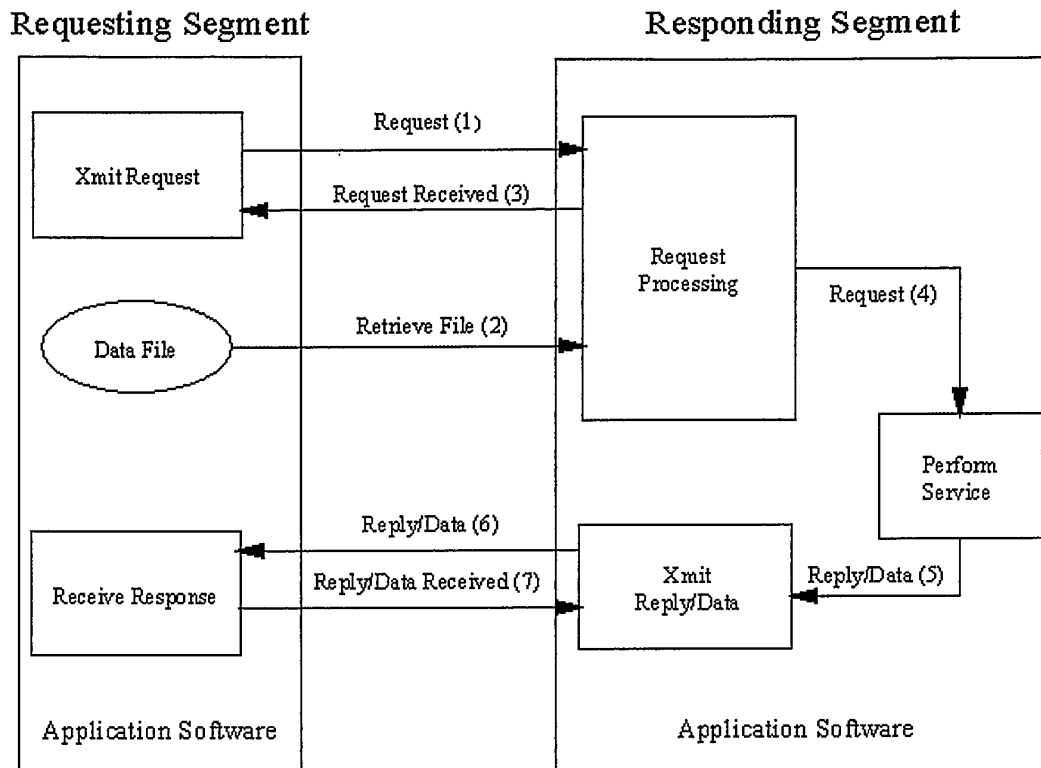 Requesting Segment
Responding Segment
Request (1)
Xmit Request
Request Received (3)
Request
Processing
Request (4)
Retrieve File (2)
Data File
Perform
Service
Reply/Data (6)
Receive Response
Reply/Data Received (7)
Xmit
Reply/Data
Reply/Data (5)
Application Software
Application Software